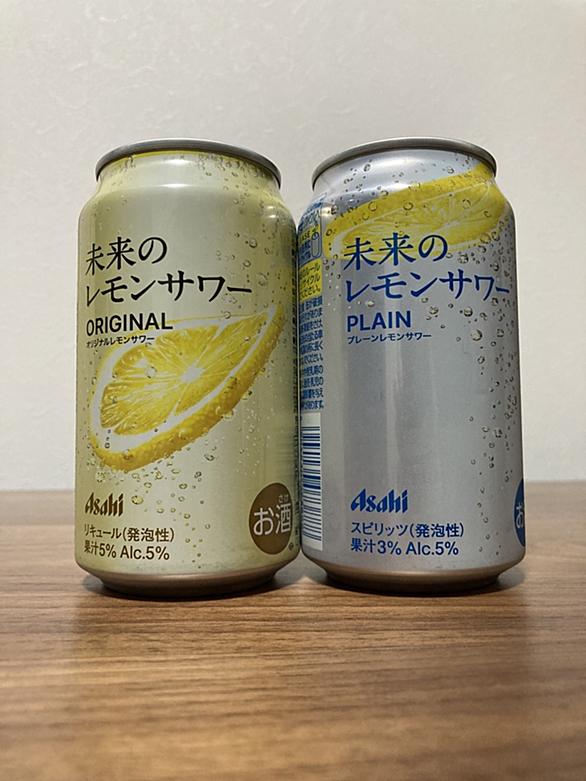 未来の
レモンサワー
ORIGINAL
オリジナルレモンサワー
Asahi
さけ
お酒
リキュール(発泡性)
果汁5% Alc.5%
未来の
レモンサワー
PLAIN
プレーンレモンサワー
Asahi
スピリッツ(発泡性)
果汁3% Alc.5%
お